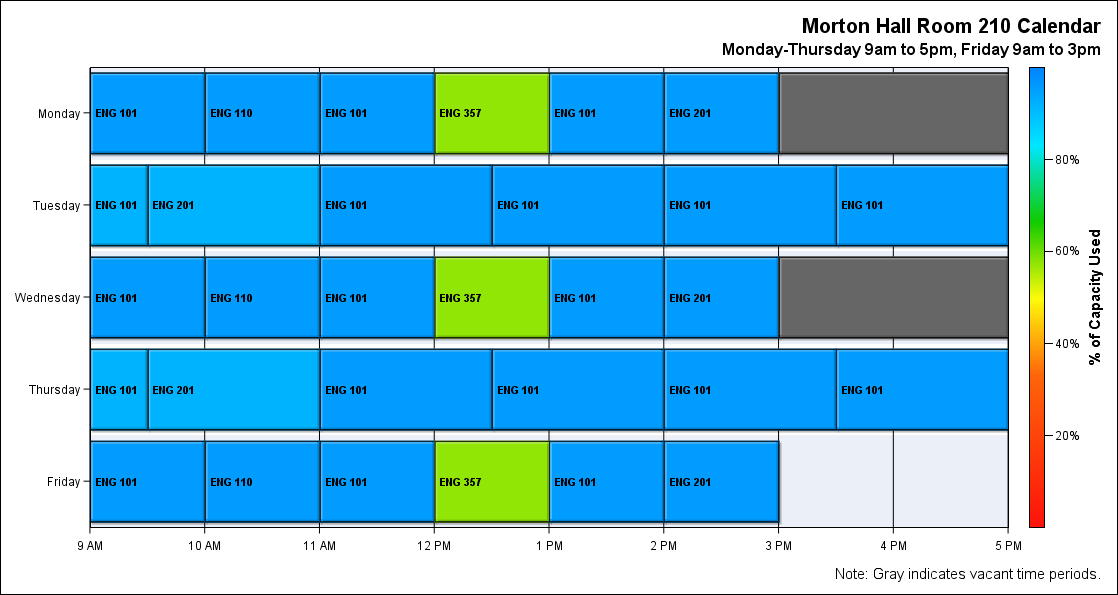 Morton Hall Room 210 Calendar
Monday-Thursday 9am to 5pm, Friday 9am to 3pm
Monday
ENG 101 ENG 110 ENG 101 ENG 357 ENG 101 ENG 201
Tuesday
ENG 101 ENG 201 ENG 101 ENG 101 ENG 101 ENG 101
Wednesday
ENG 101 ENG 110 ENG 101 ENG 357 ENG 101 ENG 201
Thursday
ENG 101 ENG 201 ENG 101 ENG 101 ENG 101 ENG 101
Friday
ENG 101 ENG 110 ENG 101 ENG 357 ENG 101 ENG 201
9 AM 10 AM 11 AM 12 PM 1 PM 2 PM 3 PM 4 PM 5 PM
80%
60%
40%
20%
% of Capacity Used
Note: Gray indicates vacant time periods.